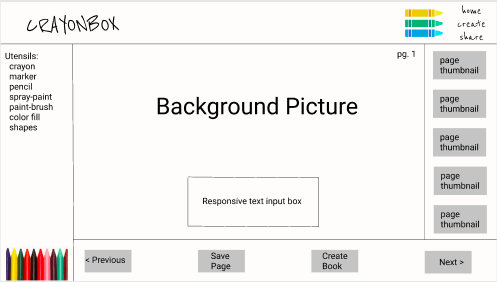 CRAYONBOX
home
create
share
Utensils:
crayon
marker
pencil
spray-paint
paint-brush
color fill
shapes
pg. 1
Background Picture
Responsive text input box
page
thumbnail
page
thumbnail
page
thumbnail
page
thumbnail
page
thumbnail
< Previous
Save
Page
Create
Book
Next >